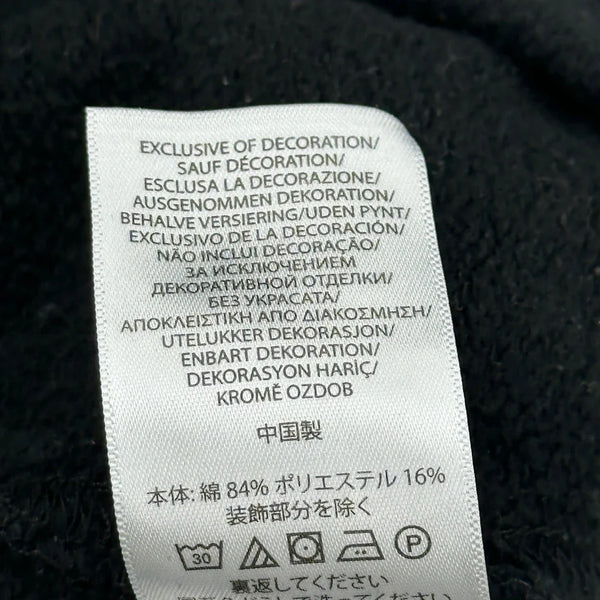 EXCLUSIVE OF DECORATION/
SAUF DÉCORATION/
ESCLUSA LA DECORAZIONE/
AUSGENOMMEN DEKORATION/
BEHALVE VERSIERING/UDEN PYNT/
EXCLUSIVO DE LA DECORACIÓN/
NÃO INCLUI DECORAÇÃO/
ЗА ИСКЛЮЧЕНИЕМ
ДЕКОРАТИВНОЙ ОТДЕЛКИ/
БЕЗ УКРАСАТА/
ΑΠΟΚΛΕΙΣΤΙΚΗ ΑΠΟ ΔΙΑΚΟΣΜΗΣΗ/
UTELUKKER DEKORASJON/
ENBART DEKORATION/
DEKORASYON HARİÇ/
KROMĚ OZDOB
中国製
本体: 綿 84% ポリエステル 16%
装飾部分を除く
30 P
裏返してください